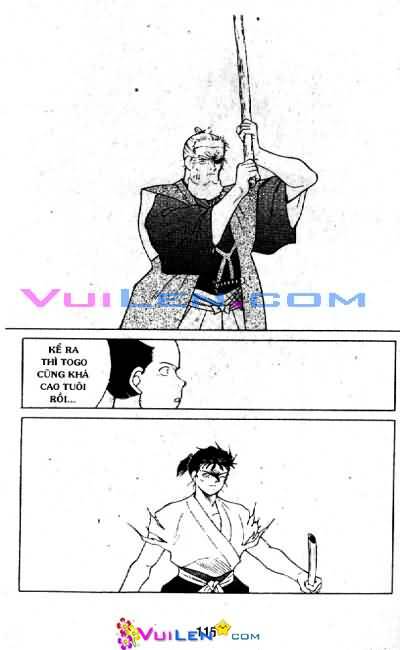 VUILEN.COM
KỂ RA
THÌ TOGO
CŨNG KHÁ
CAO TUỔI
RỒI...
115
VUILEN.COM